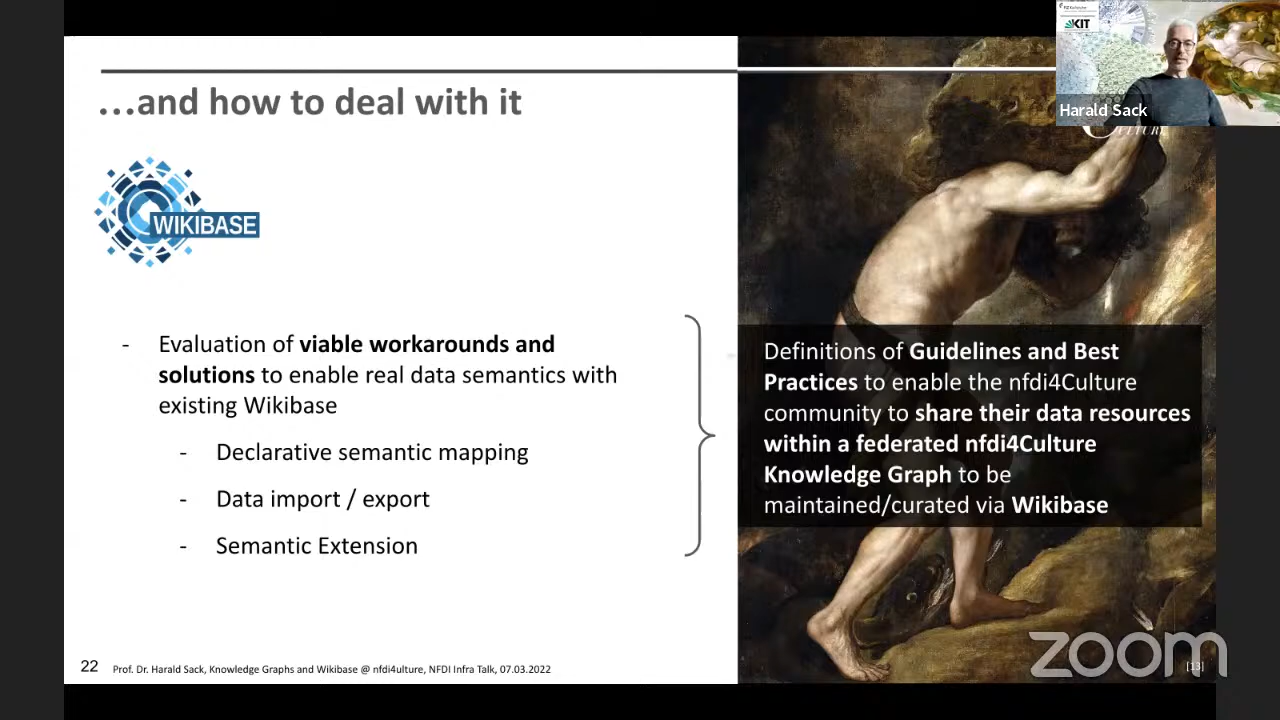 KIT
Harald Sack
…and how to deal with it
WIKIBASE
- Evaluation of viable workarounds and
solutions to enable real data semantics with
existing Wikibase
- Declarative semantic mapping
- Data import / export
- Semantic Extension
Definitions of Guidelines and Best
Practices to enable the nfdi4Culture
community to share their data resources
within a federated nfdi4Culture
Knowledge Graph to be
maintained/curated via Wikibase
22 Prof. Dr. Harald Sack, Knowledge Graphs and Wikibase @ nfdi4ulture, NFDI Infra Talk, 07.03.2022
zoom
[13]